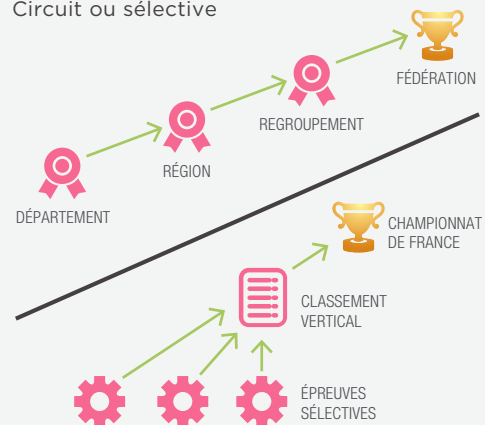 Circuit ou sélective
FÉDÉRATION
REGROUPEMENT
RÉGION
DÉPARTEMENT
CHAMPIONNAT
DE FRANCE
CLASSEMENT
VERTICAL
ÉPREUVES
SÉLECTIVES